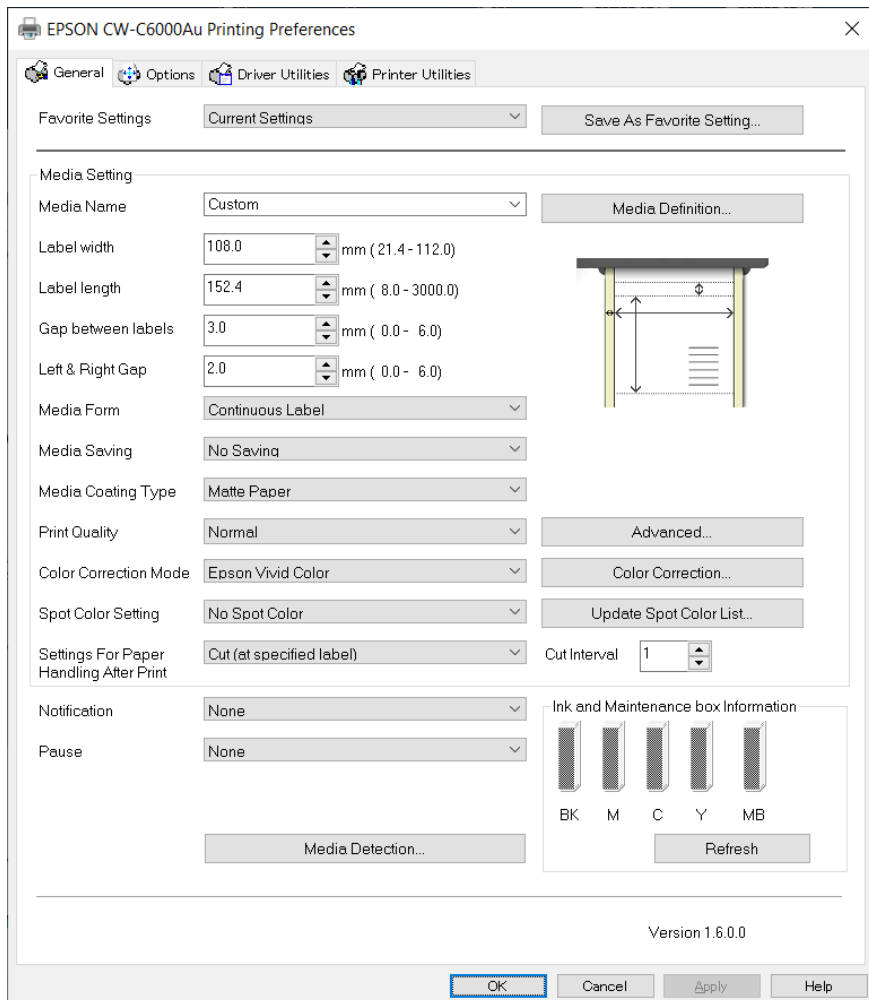 EPSON CW-C6000Au Printing Preferences
General Options Driver Utilities Printer Utilities
Favorite Settings Current Settings Save As Favorite Setting...
Media Setting
Media Name Custom Media Definition...
Label width 108.0 mm ( 21.4 - 112.0)
Label length 152.4 mm ( 8.0 - 3000.0)
Gap between labels 3.0 mm ( 0.0 - 6.0)
Left & Right Gap 2.0 mm ( 0.0 - 6.0)
Media Form Continuous Label
Media Saving No Saving
Media Coating Type Matte Paper
Print Quality Normal Advanced...
Color Correction Mode Epson Vivid Color Color Correction...
Spot Color Setting No Spot Color Update Spot Color List...
Settings For Paper Cut (at specified label) Cut Interval 1
Handling After Print
Notification None Ink and Maintenance box Information
Pause None
BK M C Y MB
Media Detection... Refresh
Version 1.6.0.0
OK Cancel Apply Help